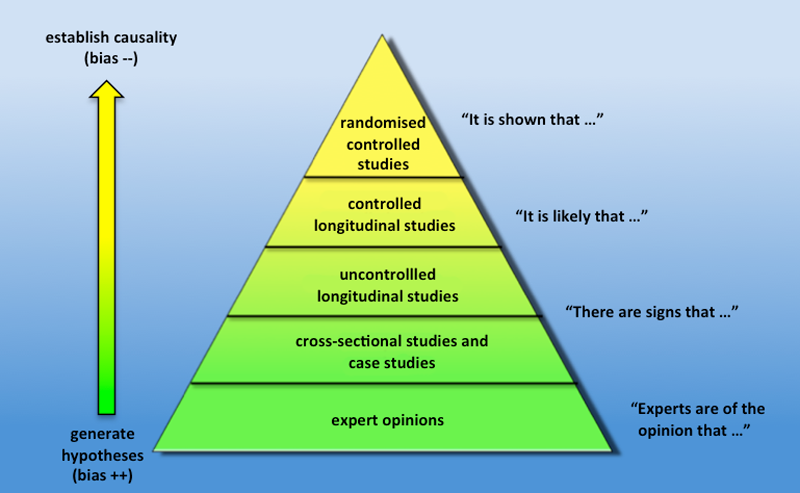 establish causality
(bias --)
randomised
controlled
studies
“It is shown that ...”
controlled
longitudinal studies
“It is likely that ...”
uncontrollled
longitudinal studies
“There are signs that ...”
cross-sectional studies and
case studies
expert opinions
“Experts are of the
opinion that ...”
generate
hypotheses
(bias ++)